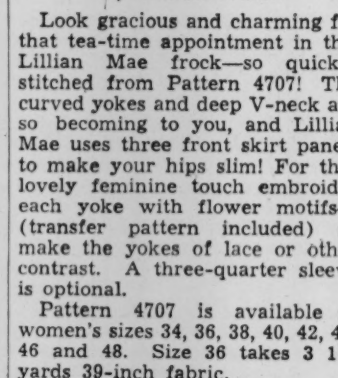 Look gracious and charming f
that tea-time appointment in th
Lillian Mae frock—so quick
stitched from Pattern 4707! Th
curved yokes and deep V-neck a
so becoming to you, and Lillia
Mae uses three front skirt pane
to make your hips slim! For th
lovely feminine touch embroid
each yoke with flower motifs
(transfer pattern included)
make the yokes of lace or oth
contrast. A three-quarter slee
is optional.
Pattern 4707 is available
women's sizes 34, 36, 38, 40, 42, 4
46 and 48. Size 36 takes 3 1
yards 39-inch fabric.